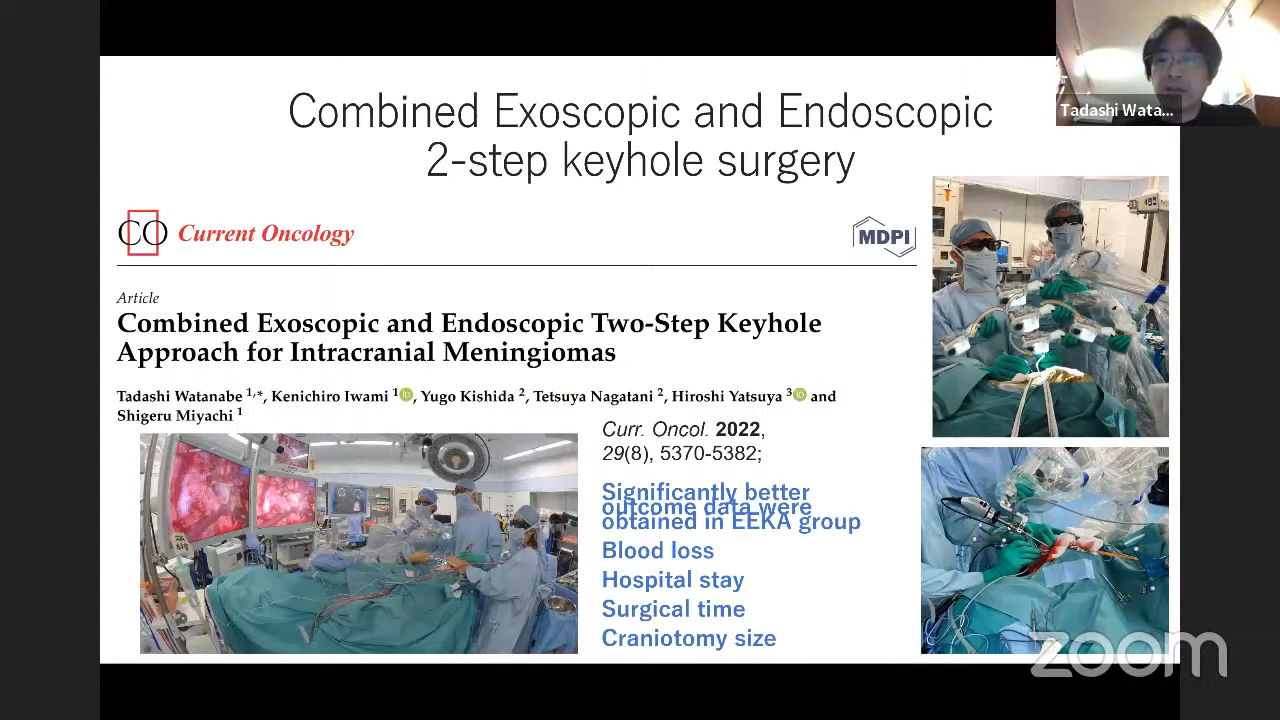 Tadashi Wata...
Combined Exoscopic and Endoscopic
2-step keyhole surgery
CO Current Oncology
MDPI
Article
Combined Exoscopic and Endoscopic Two-Step Keyhole
Approach for Intracranial Meningiomas
Tadashi Watanabe 1,*, Kenichiro Iwami 1, Yugo Kishida 2, Tetsuya Nagatani 2, Hiroshi Yatsuya 3 and
Shigeru Miyachi 1
Curr. Oncol. 2022,
29(8), 5370-5382;
Significantly better
outcome data were
obtained in EEKA group
Blood loss
Hospital stay
Surgical time
Craniotomy size
zoom